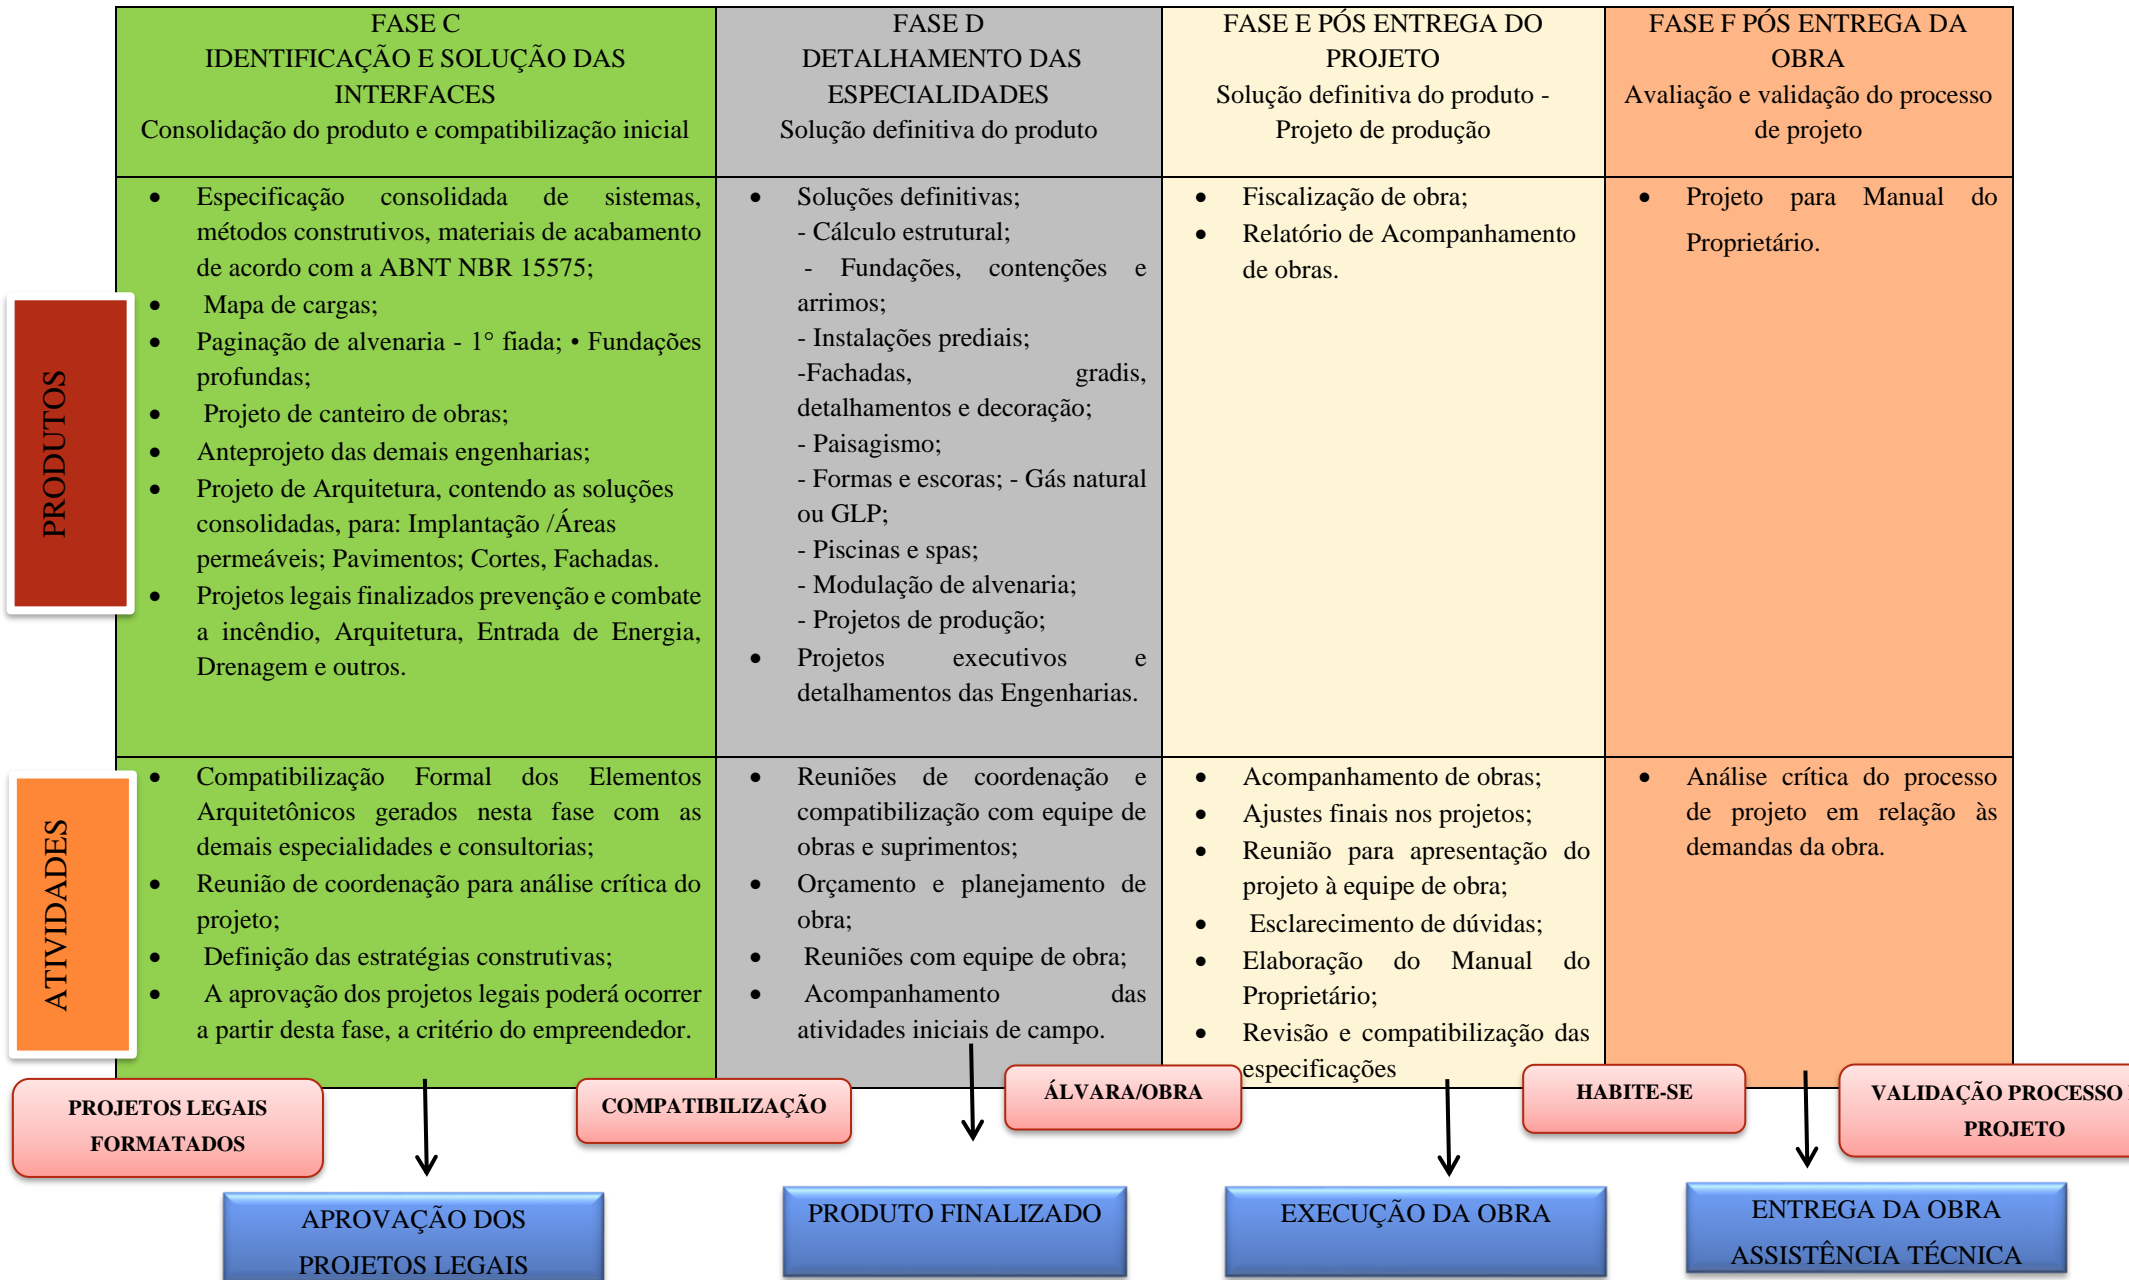 FASE C
IDENTIFICAÇÃO E SOLUÇÃO DAS
INTERFACES
Consolidação do produto e compatibilização inicial
FASE D
DETALHAMENTO DAS
ESPECIALIDADES
Solução definitiva do produto
FASE E PÓS ENTREGA DO
PROJETO
Solução definitiva do produto -
Projeto de produção
FASE F PÓS ENTREGA DA
OBRA
Avaliação e validação do processo
de projeto
PRODUTOS
• Especificação consolidada de sistemas,
métodos construtivos, materiais de acabamento
de acordo com a ABNT NBR 15575;
• Mapa de cargas;
• Paginação de alvenaria - 1° fiada; • Fundações
profundas;
• Projeto de canteiro de obras;
• Anteprojeto das demais engenharias;
• Projeto de Arquitetura, contendo as soluções
consolidadas, para: Implantação /Áreas
permeáveis; Pavimentos; Cortes, Fachadas.
• Projetos legais finalizados prevenção e combate
a incêndio, Arquitetura, Entrada de Energia,
Drenagem e outros.
• Soluções definitivas;
- Cálculo estrutural;
- Fundações, contenções e
arrimos;
- Instalações prediais;
-Fachadas, gradis,
detalhamentos e decoração;
- Paisagismo;
- Formas e escoras; - Gás natural
ou GLP;
- Piscinas e spas;
- Modulação de alvenaria;
- Projetos de produção;
• Projetos executivos e
detalhamentos das Engenharias.
• Fiscalização de obra;
• Relatório de Acompanhamento
de obras.
• Projeto para Manual do
Proprietário.
ATIVIDADES
• Compatibilização Formal dos Elementos
Arquitetônicos gerados nesta fase com as
demais especialidades e consultorias;
• Reunião de coordenação para análise crítica do
projeto;
• Definição das estratégias construtivas;
• A aprovação dos projetos legais poderá ocorrer
a partir desta fase, a critério do empreendedor.
• Reuniões de coordenação e
compatibilização com equipe de
obras e suprimentos;
• Orçamento e planejamento de
obra;
• Reuniões com equipe de obra;
• Acompanhamento das
atividades iniciais de campo.
• Acompanhamento de obras;
• Ajustes finais nos projetos;
• Reunião para apresentação do
projeto à equipe de obra;
• Esclarecimento de dúvidas;
• Elaboração do Manual do
Proprietário;
• Revisão e compatibilização das
especificações
• Análise crítica do processo
de projeto em relação às
demandas da obra.
PROJETOS LEGAIS
FORMATADOS
COMPATIBILIZAÇÃO
ÁLVARA/OBRA
HABITE-SE
VALIDAÇÃO PROCESSO
PROJETO
APROVAÇÃO DOS
PROJETOS LEGAIS
PRODUTO FINALIZADO
EXECUÇÃO DA OBRA
ENTREGA DA OBRA
ASSISTÊNCIA TÉCNICA